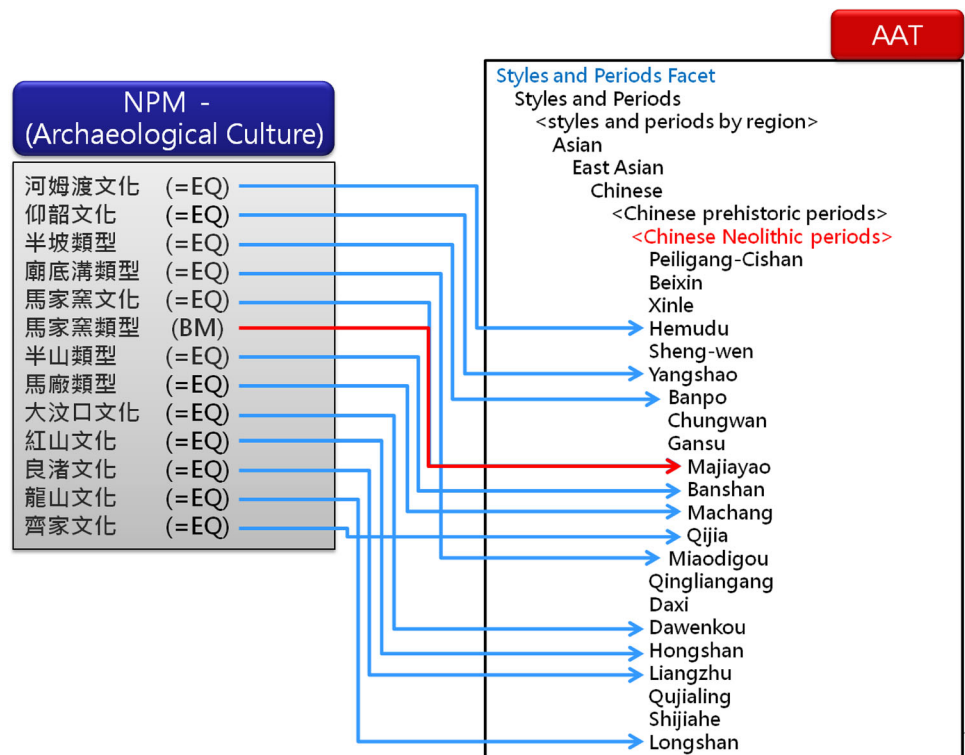 AAT
NPM -
(Archaeological Culture)
河姆渡文化 (=EQ)
仰韶文化 (=EQ)
半坡類型 (=EQ)
廟底溝類型 (=EQ)
馬家窯文化 (=EQ)
馬家窯類型 (BM)
半山類型 (=EQ)
馬廠類型 (=EQ)
大汶口文化 (=EQ)
紅山文化 (=EQ)
良渚文化 (=EQ)
龍山文化 (=EQ)
齊家文化 (=EQ)
Styles and Periods Facet
Styles and Periods
<styles and periods by region>
Asian
East Asian
Chinese
<Chinese prehistoric periods>
<Chinese Neolithic periods>
Peiligang-Cishan
Beixin
Xinle
Hemudu
Sheng-wen
Yangshao
Banpo
Chungwan
Gansu
Majiayao
Banshan
Machang
Qijia
Miaodigou
Qingliangang
Daxi
Dawenkou
Hongshan
Liangzhu
Qujialing
Shijiahe
Longshan